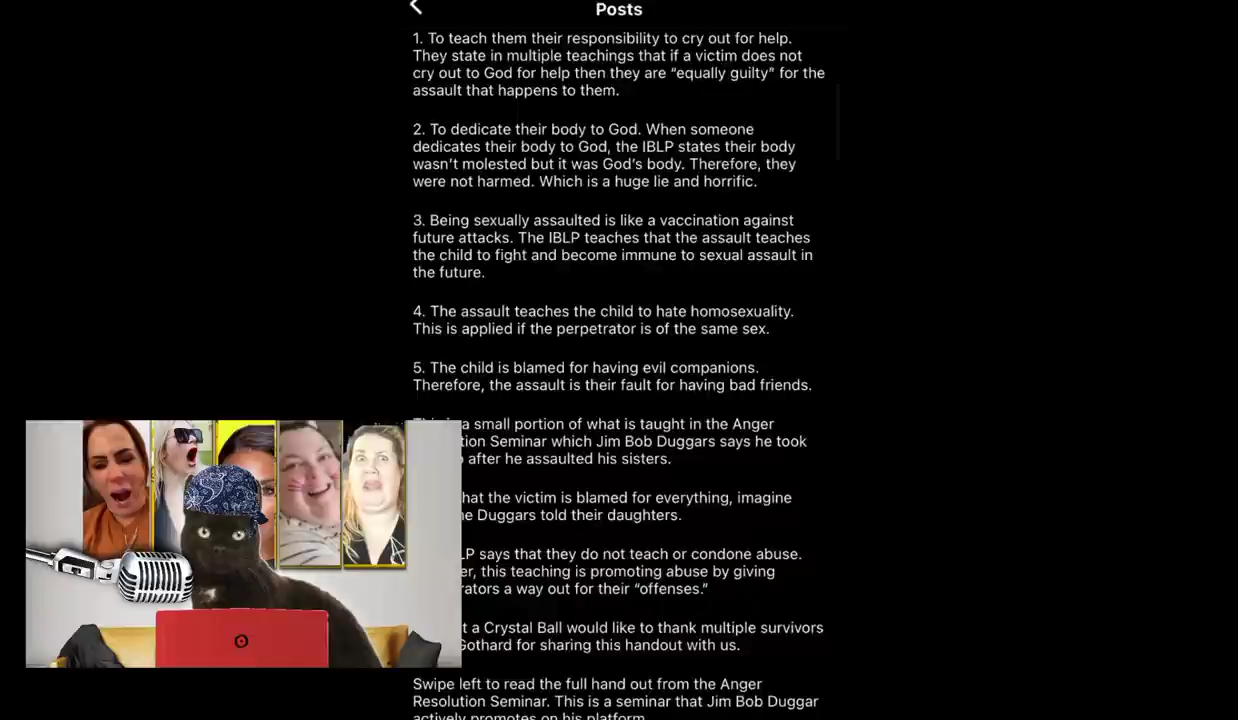 Posts
1. To teach them their responsibility to cry out for help.
They state in multiple teachings that if a victim does not
cry out to God for help then they are “equally guilty” for the
assault that happens to them.
2. To dedicate their body to God. When someone
dedicates their body to God, the IBLP states their body
wasn’t molested but it was God’s body. Therefore, they
were not harmed. Which is a huge lie and horrific.
3. Being sexually assaulted is like a vaccination against
future attacks. The IBLP teaches that the assault teaches
the child to fight and become immune to sexual assault in
the future.
4. The assault teaches the child to hate homosexuality.
This is applied if the perpetrator is of the same sex.
5. The child is blamed for having evil companions.
Therefore, the assault is their fault for having bad friends.
a small portion of what is taught in the Anger
Seminar which Jim Bob Duggars says he took
after he assaulted his sisters.
the victim is blamed for everything, imagine
Duggars told their daughters.
says that they do not teach or condone abuse.
this teaching is promoting abuse by giving
a way out for their “offenses.”
a Crystal Ball would like to thank multiple survivors
Gothard for sharing this handout with us.
Swipe left to read the full hand out from the Anger
Resolution Seminar. This is a seminar that Jim Bob Duggar
actively promotes on his platform.